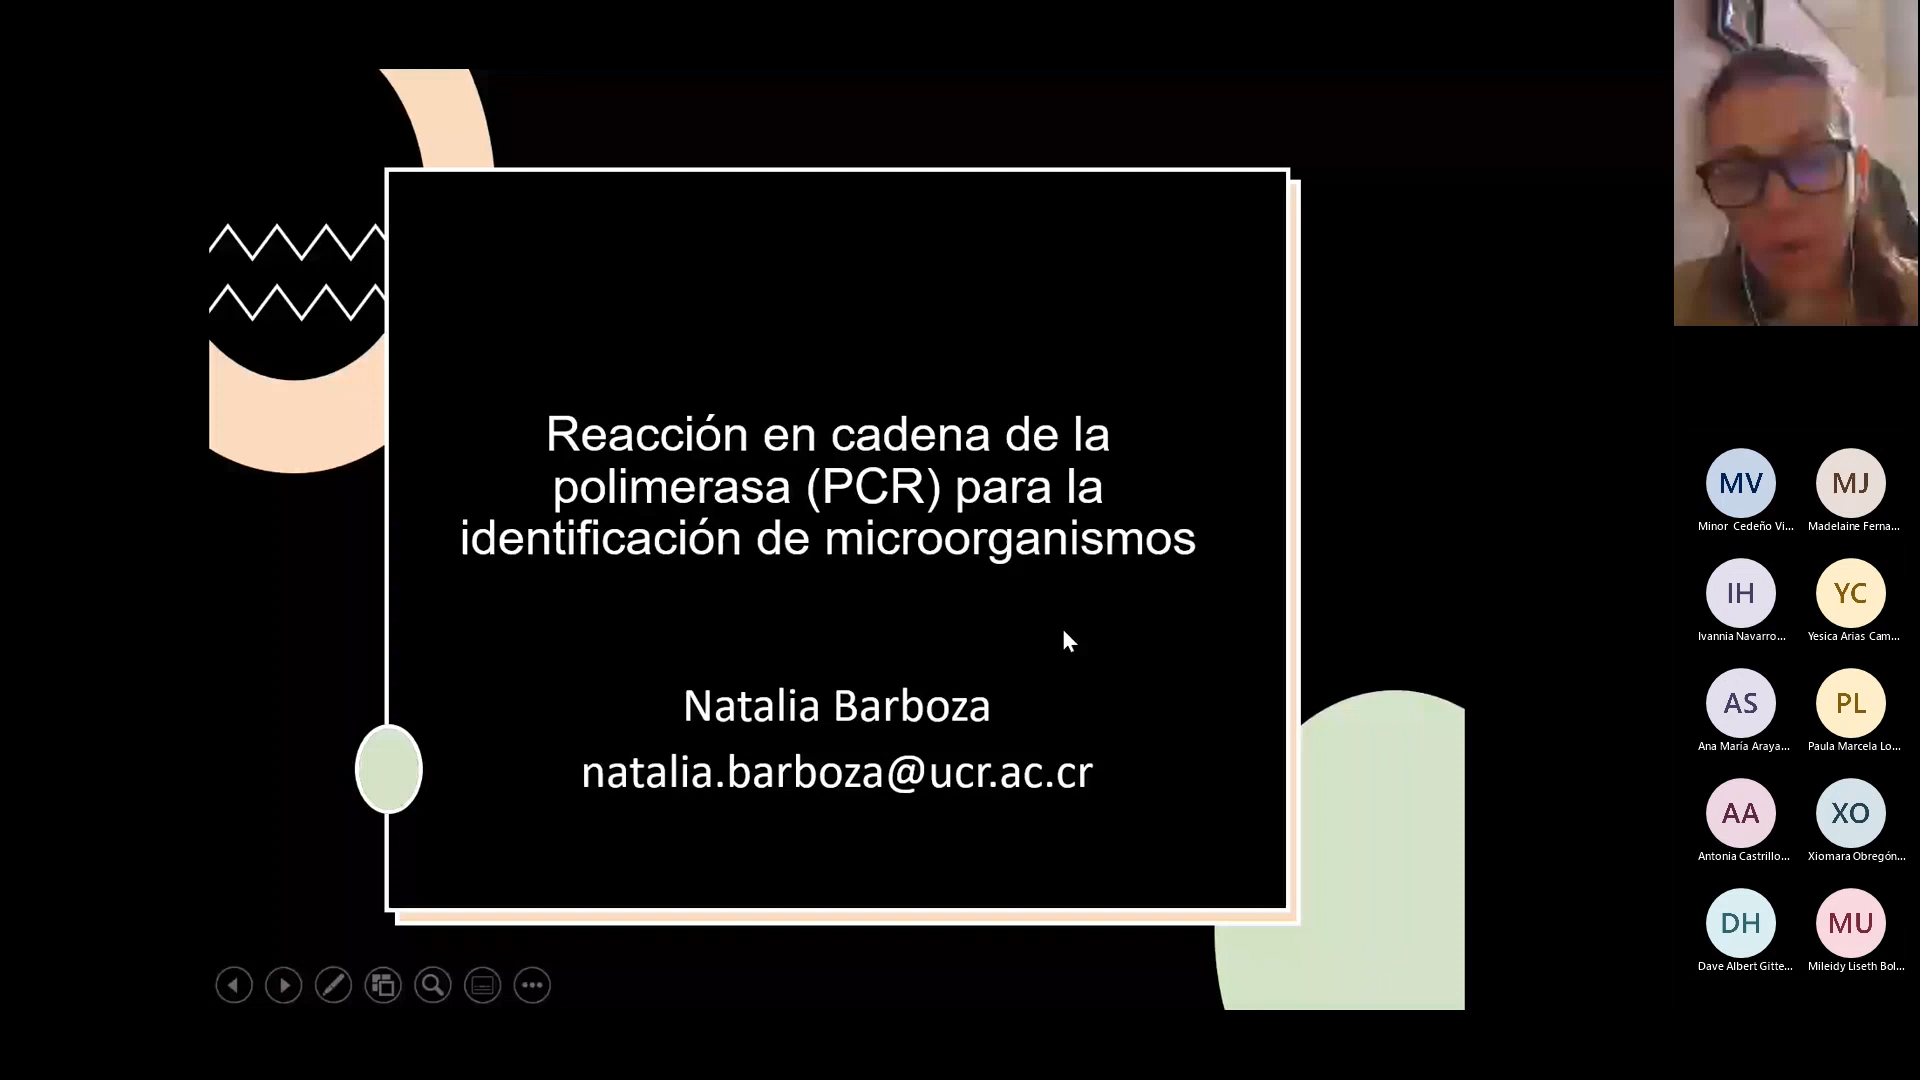 Reacción en cadena de la
polimerasa (PCR) para la
identificación de microorganismos
Natalia Barboza
natalia.barboza@ucr.ac.cr
MV
Minor Cedeño Vi...
MJ
Madelaine Ferna...
IH
Ivannia Navarro...
YC
Yesica Arias Cam...
AS
Ana María Araya...
PL
Paula Marcela Lo...
AA
Antonia Castrillo...
XO
Xiomara Obregón...
DH
Dave Albert Gitte...
MU
Mileidy Liseth Bol...